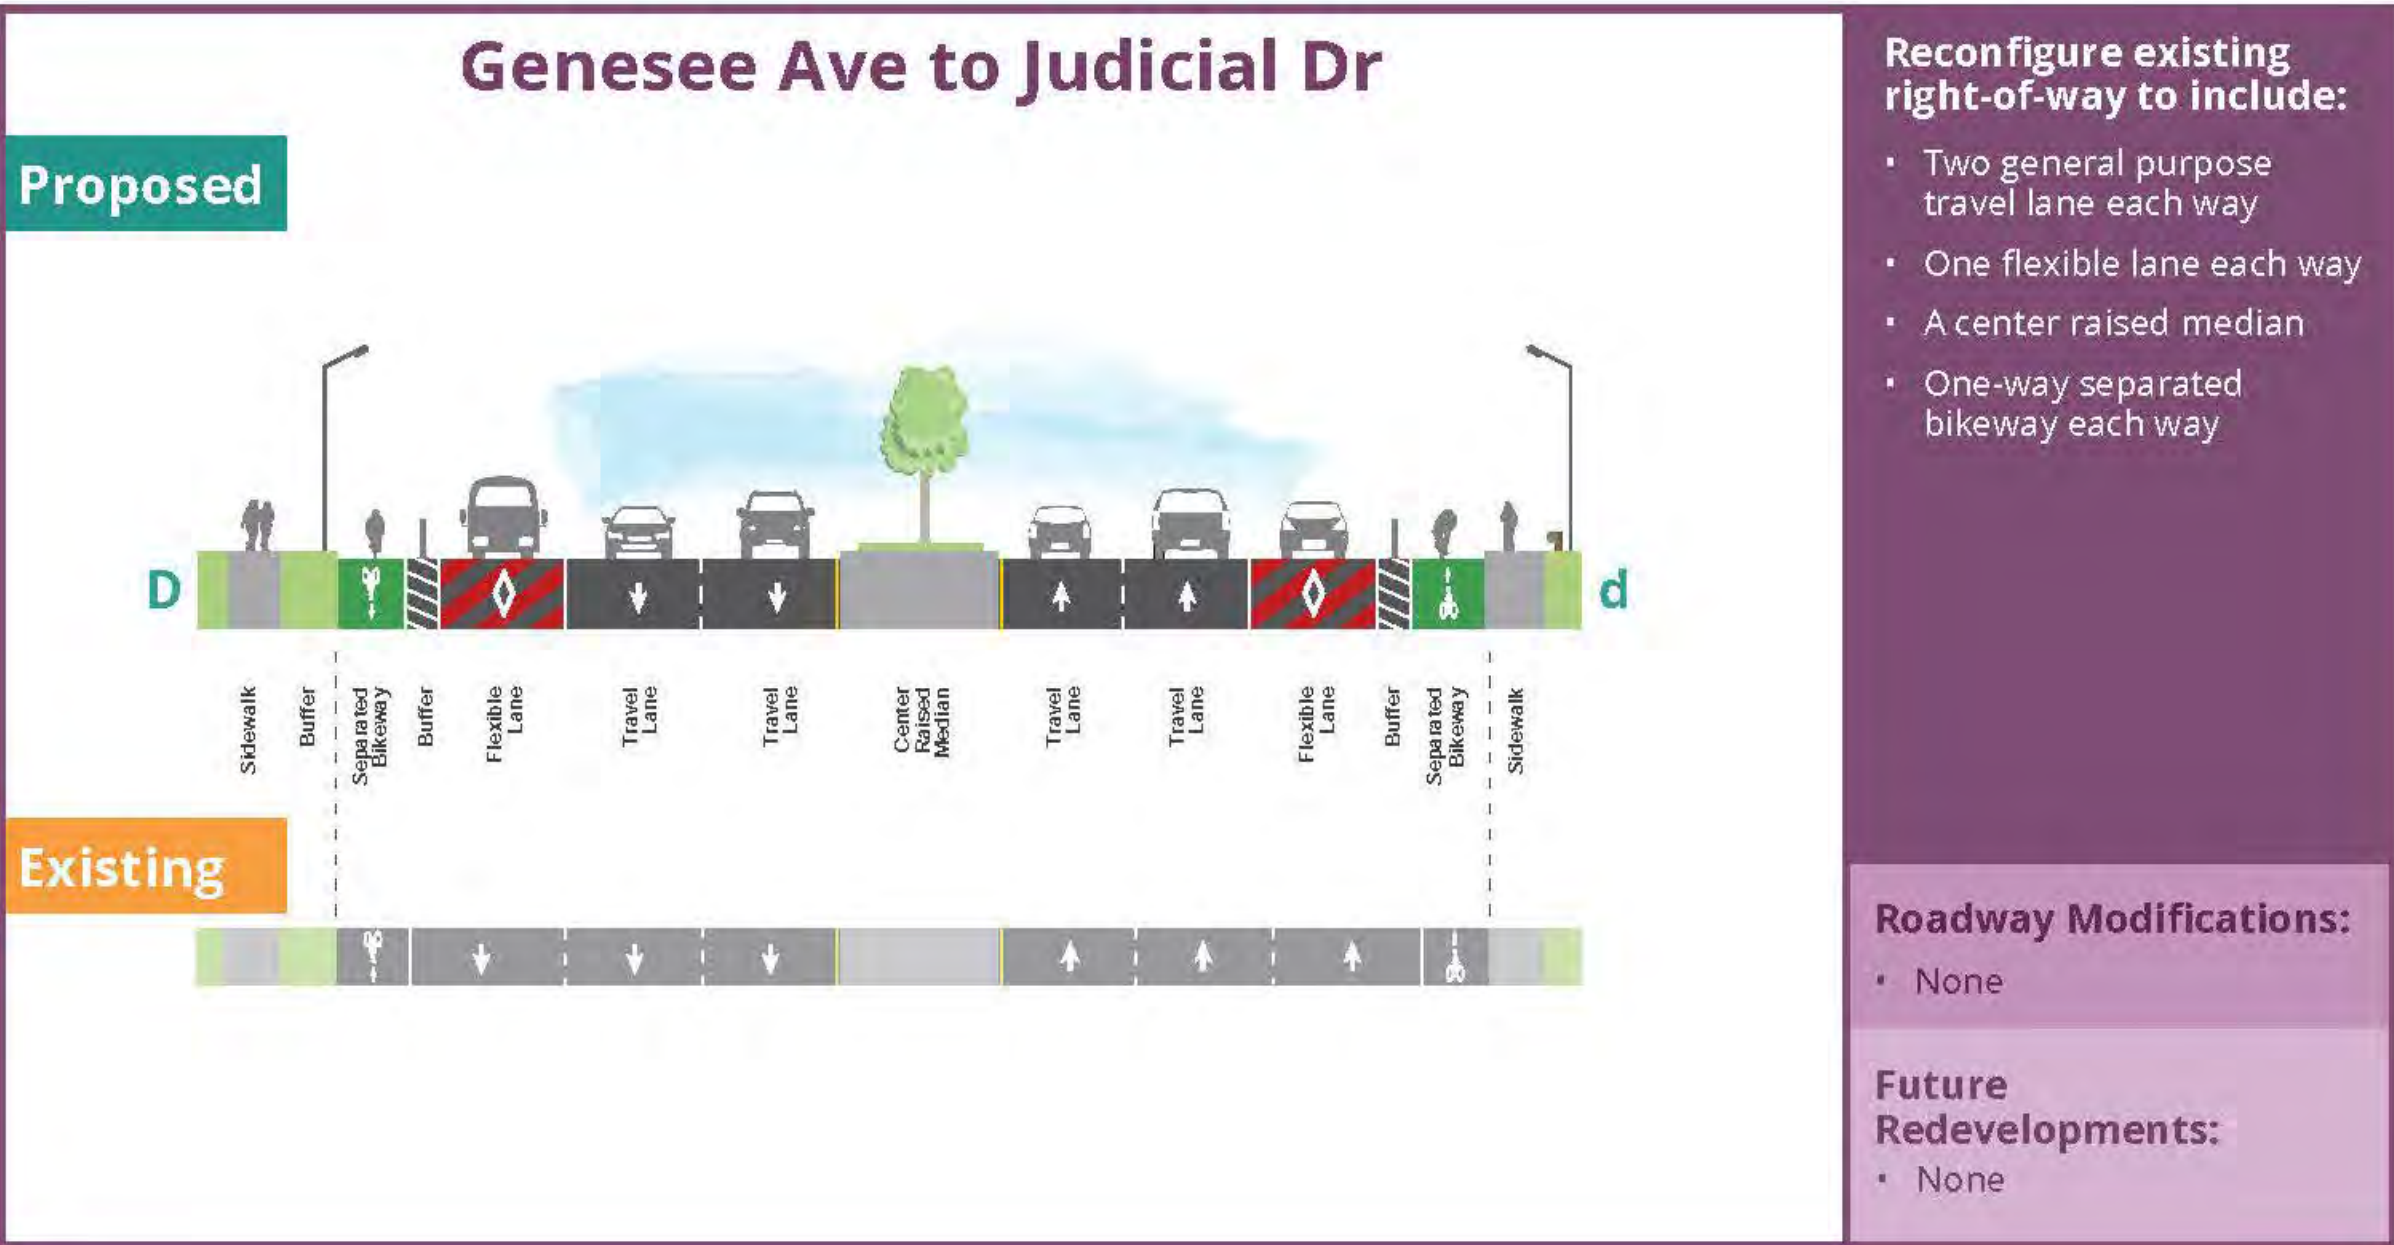 Genesee Ave to Judicial Dr
Proposed
D
d
Sidewalk
Buffer
Separated
Bikeway
Buffer
Flexible
Lane
Travel
Lane
Travel
Lane
Center
Raised
Median
Travel
Lane
Travel
Lane
Flexible
Lane
Buffer
Separated
Bikeway
Sidewalk
Existing
Reconfigure existing
right-of-way to include:
• Two general purpose
travel lane each way
• One flexible lane each way
• A center raised median
• One-way separated
bikeway each way
Roadway Modifications:
• None
Future
Redevelopments:
• None